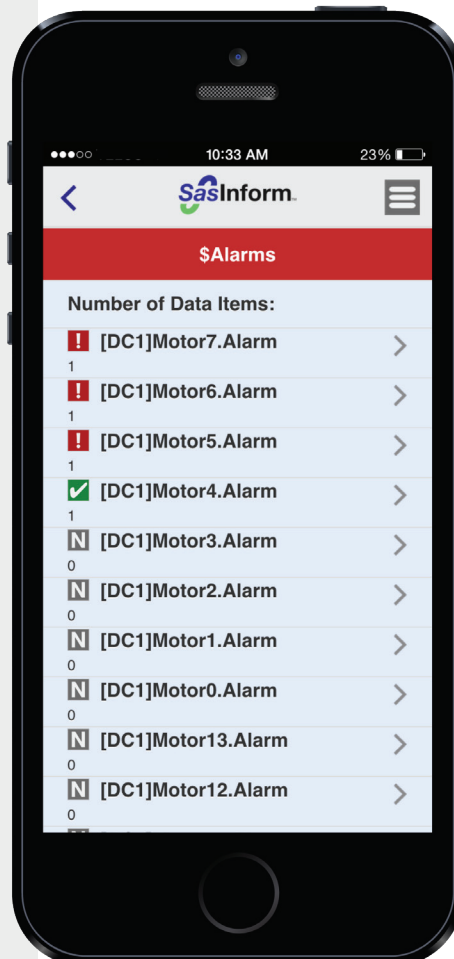 10:33 AM 23%
SasInform
$Alarms
Number of Data Items:
! [DC1]Motor7.Alarm
1
! [DC1]Motor6.Alarm
1
! [DC1]Motor5.Alarm
1
[DC1]Motor4.Alarm
1
N [DC1]Motor3.Alarm
0
N [DC1]Motor2.Alarm
0
N [DC1]Motor1.Alarm
0
N [DC1]Motor0.Alarm
0
N [DC1]Motor13.Alarm
0
N [DC1]Motor12.Alarm
0